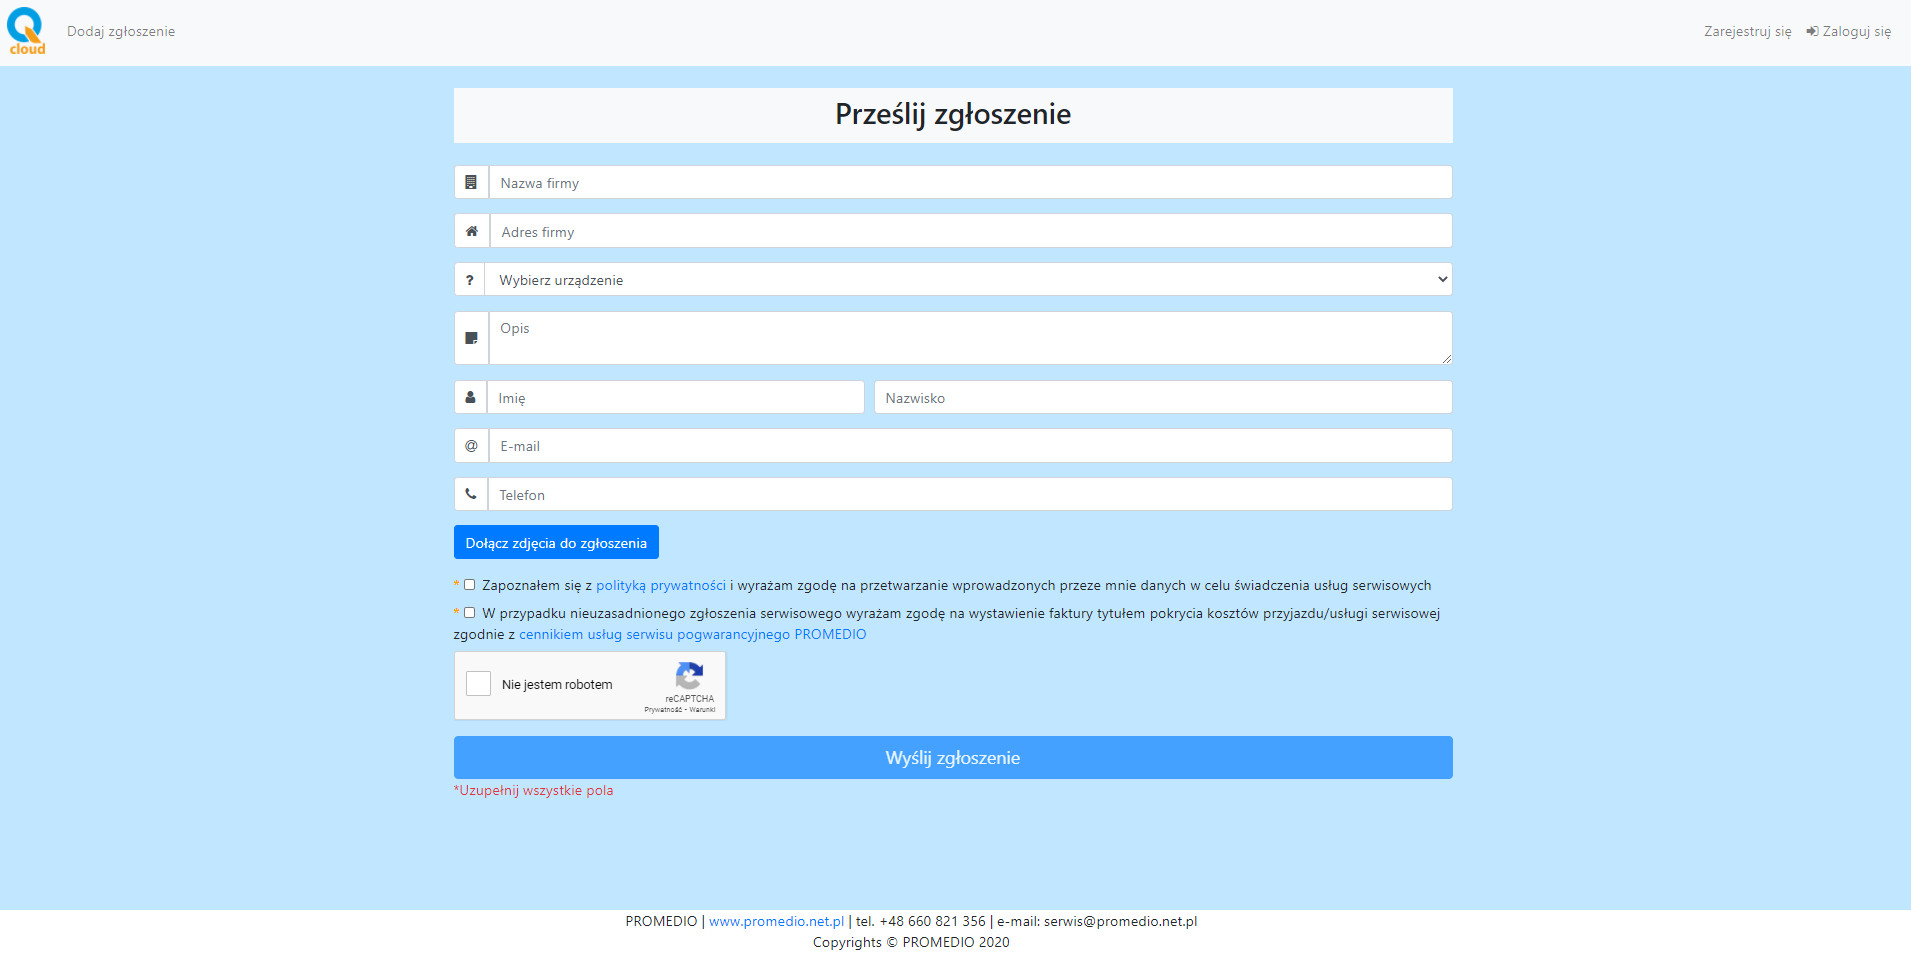 cloud
Dodaj zgłoszenie
Zarejestruj się
Zaloguj się
Prześlij zgłoszenie
Nazwa firmy
Adres firmy
?
Wybierz urządzenie
Opis
Imię
Nazwisko
@
E-mail
Telefon
Dołącz zdjęcia do zgłoszenia
* Zapoznałem się z polityką prywatności i wyrażam zgodę na przetwarzanie wprowadzonych przeze mnie danych w celu świadczenia usług serwisowych
* W przypadku nieuzasadnionego zgłoszenia serwisowego wyrażam zgodę na wystawienie faktury tytułem pokrycia kosztów przyjazdu/usługi serwisowej
zgodnie z cennikiem usług serwisu pogwarancyjnego PROMEDIO
Nie jestem robotem
reCAPTCHA
Prywatność - Warunki
Wyślij zgłoszenie
*Uzupełnij wszystkie pola
PROMEDIO | www.promedio.net.pl | tel. +48 660 821 356 | e-mail: serwis@promedio.net.pl
Copyrights © PROMEDIO 2020